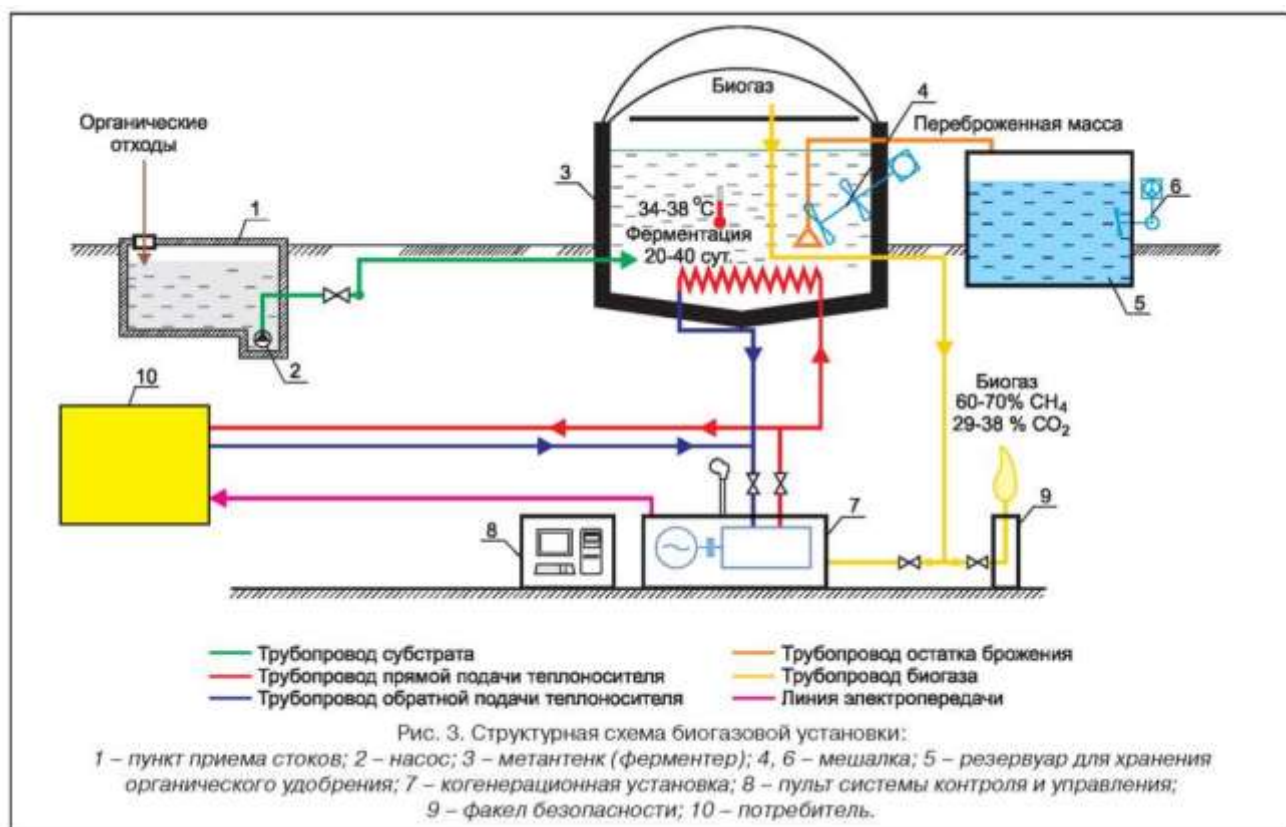 Биогаз
4
Органические
отходы
Переброженная масса
3
6
34-38 °C
1
Ферментация
20-40 сут.
5
2
10
Биогаз
60-70% CH₄
29-38 % CO₂
7
9
8
Трубопровод субстрата
Трубопровод прямой подачи теплоносителя
Трубопровод обратной подачи теплоносителя
Трубопровод остатка брожения
Трубопровод биогаза
Линия электропередачи
Рис. 3. Структурная схема биогазовой установки:
1 – пункт приема стоков; 2 – насос; 3 – метантенк (ферментер); 4, 6 – мешалка; 5 – резервуар для хранения
органического удобрения; 7 – когенерационная установка; 8 – пульт системы контроля и управления;
9 – факел безопасности; 10 – потребитель.